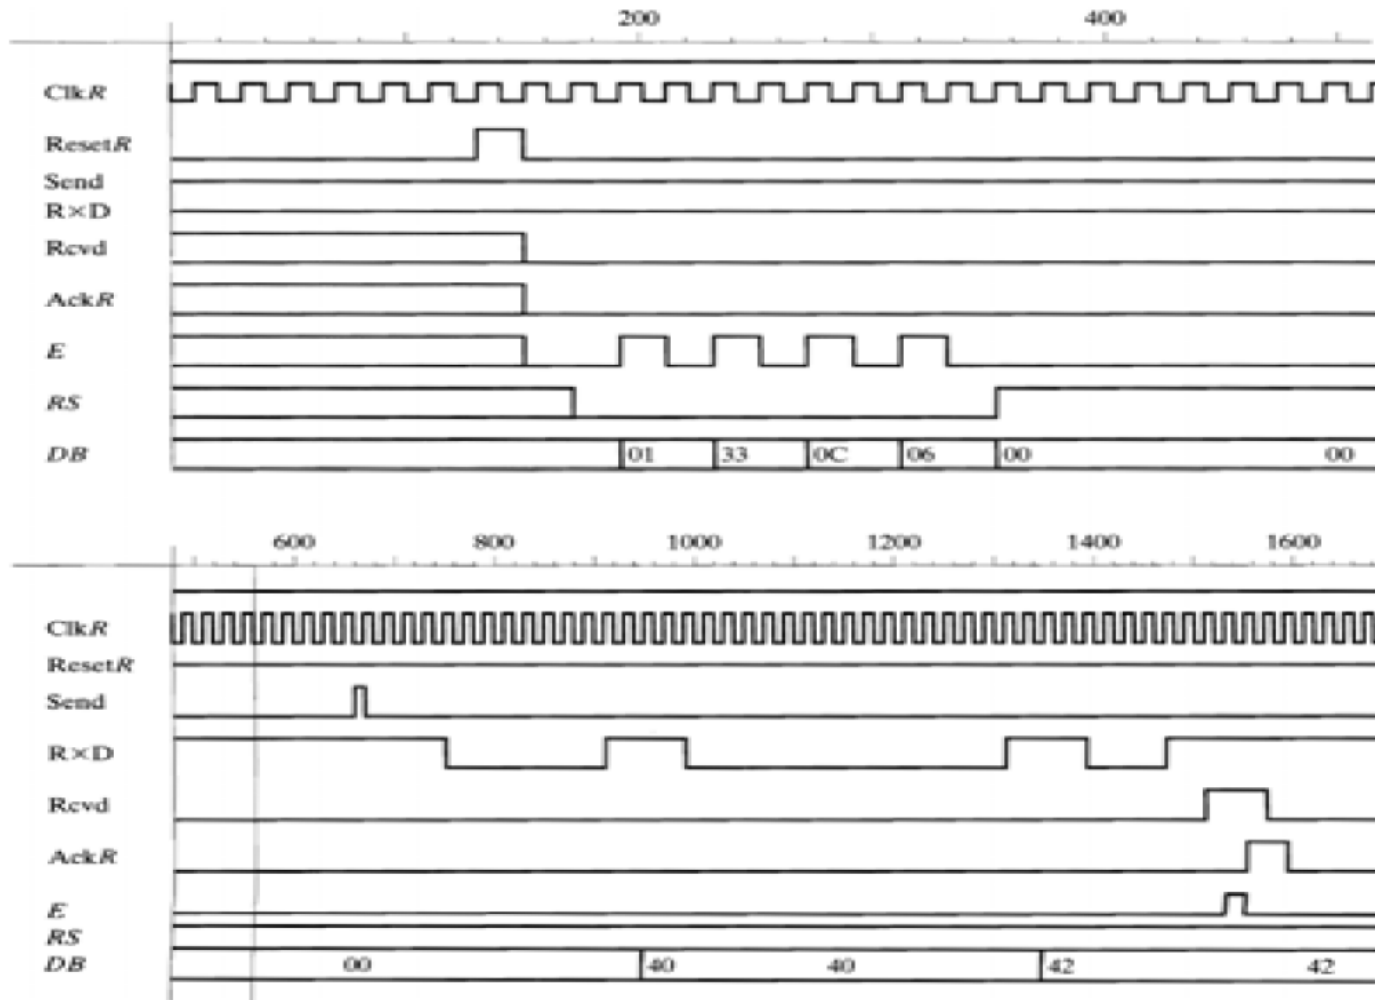 200 400
ClkR
ResetR
Send
R×D
Rcvd
AckR
E
RS
DB 01 33 0C 06 00 00
600 800 1000 1200 1400 1600
ClkR
ResetR
Send
R×D
Rcvd
AckR
E
RS
DB 00 40 40 42 42